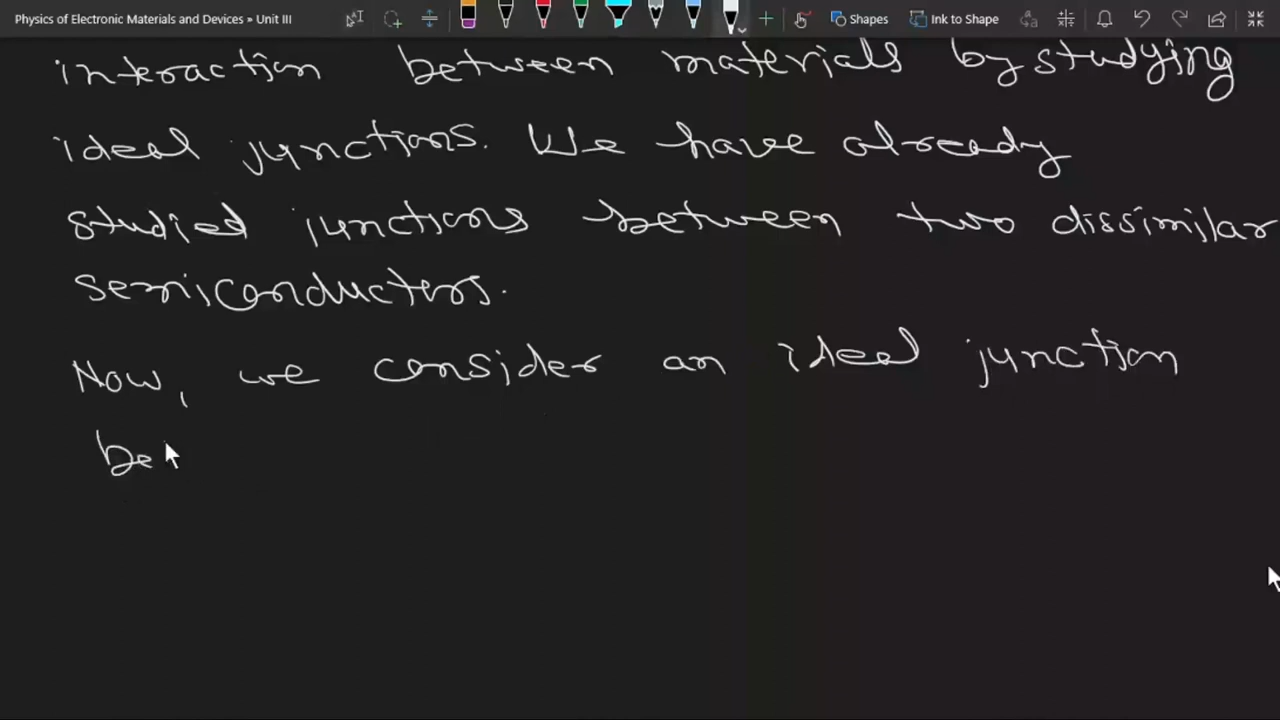 Physics of Electronic Materials and Devices » Unit III
Shapes
Ink to Shape
interaction between materials by studying
ideal junctions. We have already
studied junctions between two dissimilar
semiconductors.
Now, we consider an ideal junction
be